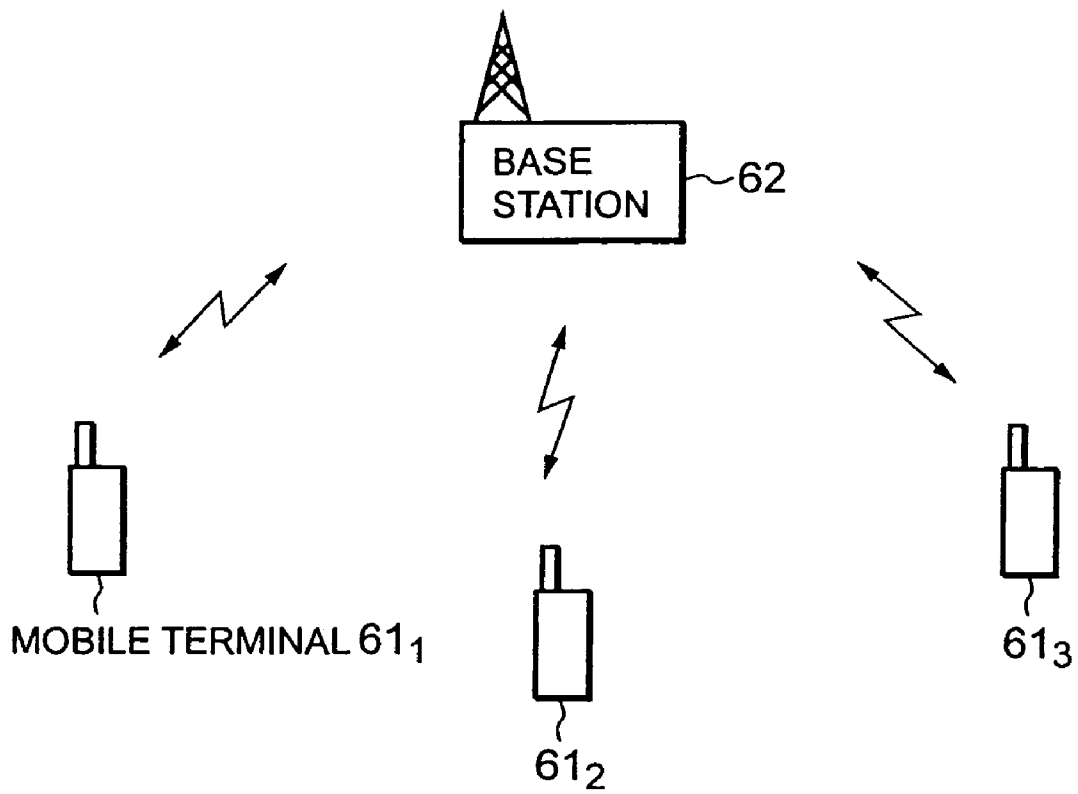 BASE
STATION
62
MOBILE TERMINAL 61₁
61₂
61₃